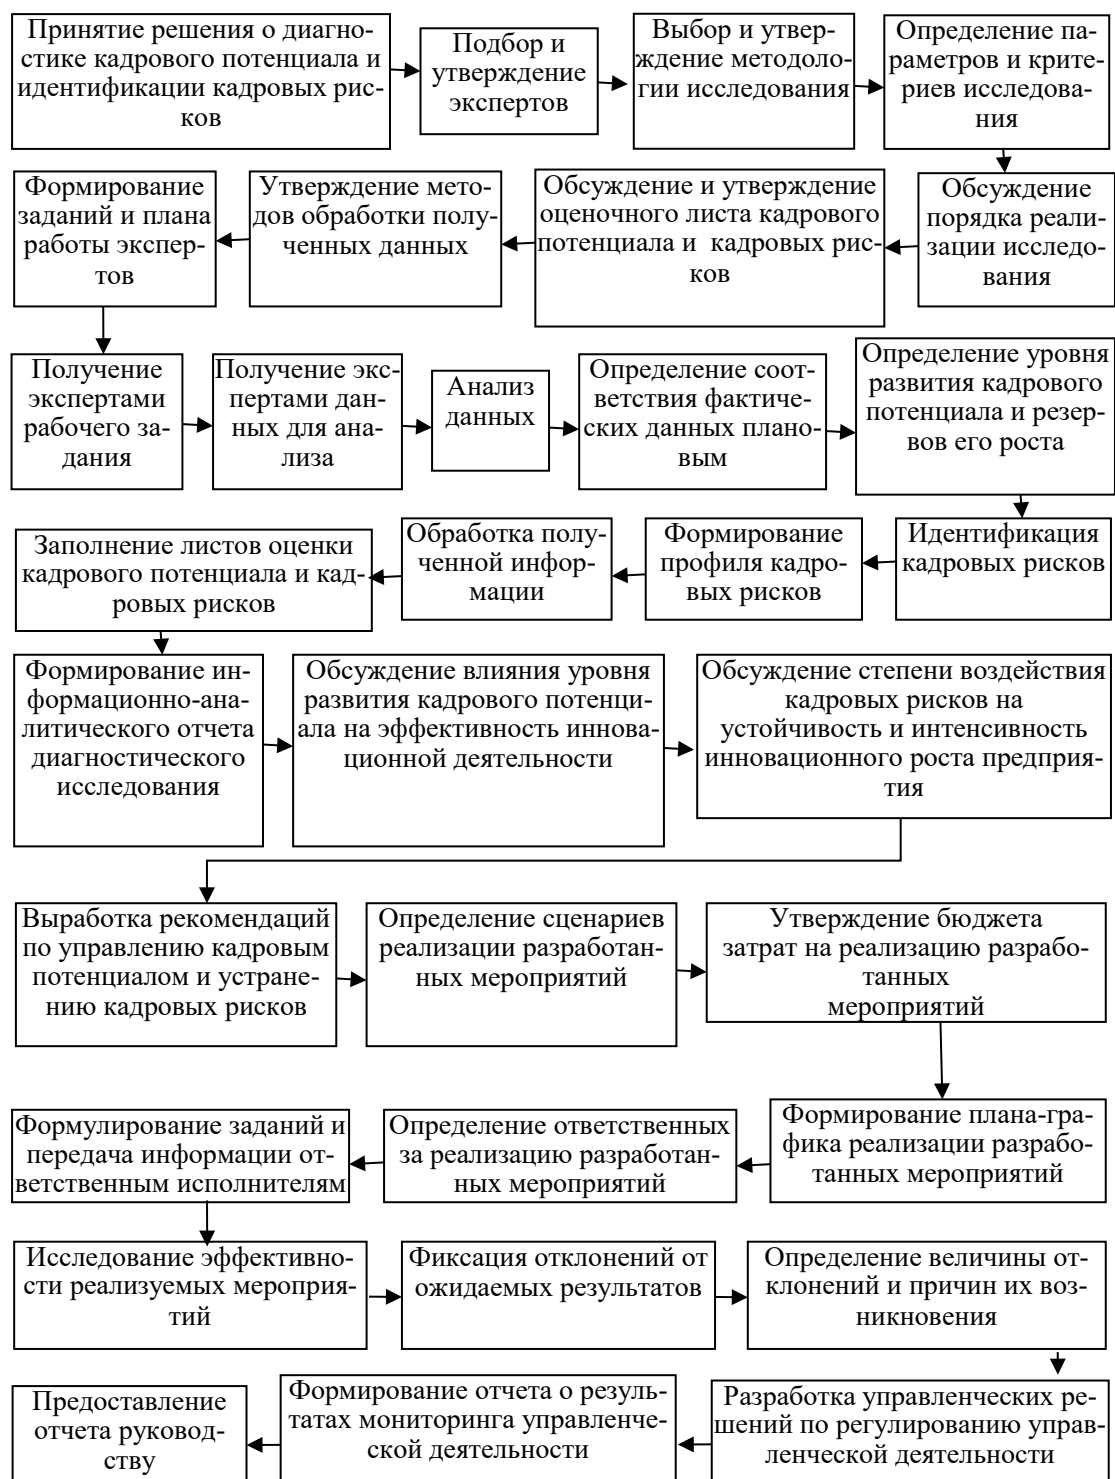 Принятие решения о диагно-
стике кадрового потенциала и
идентификации кадровых рис-
ков
Подбор и
утверждение
экспертов
Выбор и утвер-
ждение методоло-
гии исследования
Определение па-
раметров и крите-
риев исследова-
ния
Обсуждение
порядка реали-
зации исследо-
вания
Обсуждение и утверждение
оценочного листа кадрового
потенциала и кадровых рис-
ков
Утверждение мето-
дов обработки полу-
ченных данных
Формирование
заданий и плана
работы экспер-
тов
Получение
экспертами
рабочего за-
дания
Получение экс-
пертами дан-
ных для ана-
лиза
Анализ
данных
Определение соот-
ветствия фактиче-
ских данных плано-
вым
Определение уровня
развития кадрового
потенциала и резер-
вов его роста
Идентификация
кадровых рисков
Формирование
профиля кадро-
вых рисков
Обработка полу-
ченной инфор-
мации
Заполнение листов оценки
кадрового потенциала и кад-
ровых рисков
Формирование ин-
формационно-ана-
литического отчета
диагностического
исследования
Обсуждение влияния уровня
развития кадрового потенци-
ала на эффективность иннова-
ционной деятельности
Обсуждение степени воздействия
кадровых рисков на
устойчивость и интенсивность
инновационного роста предприя-
тия
Выработка рекомендаций
по управлению кадровым
потенциалом и устране-
нию кадровых рисков
Определение сценариев
реализации разработан-
ных мероприятий
Утверждение бюджета
затрат на реализацию разрабо-
танных
мероприятий
Формирование плана-гра-
фика реализации разрабо-
танных мероприятий
Определение ответственных
за реализацию разработан-
ных мероприятий
Формулирование заданий и
передача информации от-
ветственным исполнителям
Исследование эффективно-
сти реализуемых мероприя-
тий
Фиксация отклонений от
ожидаемых результатов
Определение величины от-
клонений и причин их воз-
никновения
Разработка управленческих ре-
шений по регулированию управ-
ленческой деятельности
Формирование отчета о резуль-
татах мониторинга управленче-
ской деятельности
Предоставление
отчета руковод-
ству